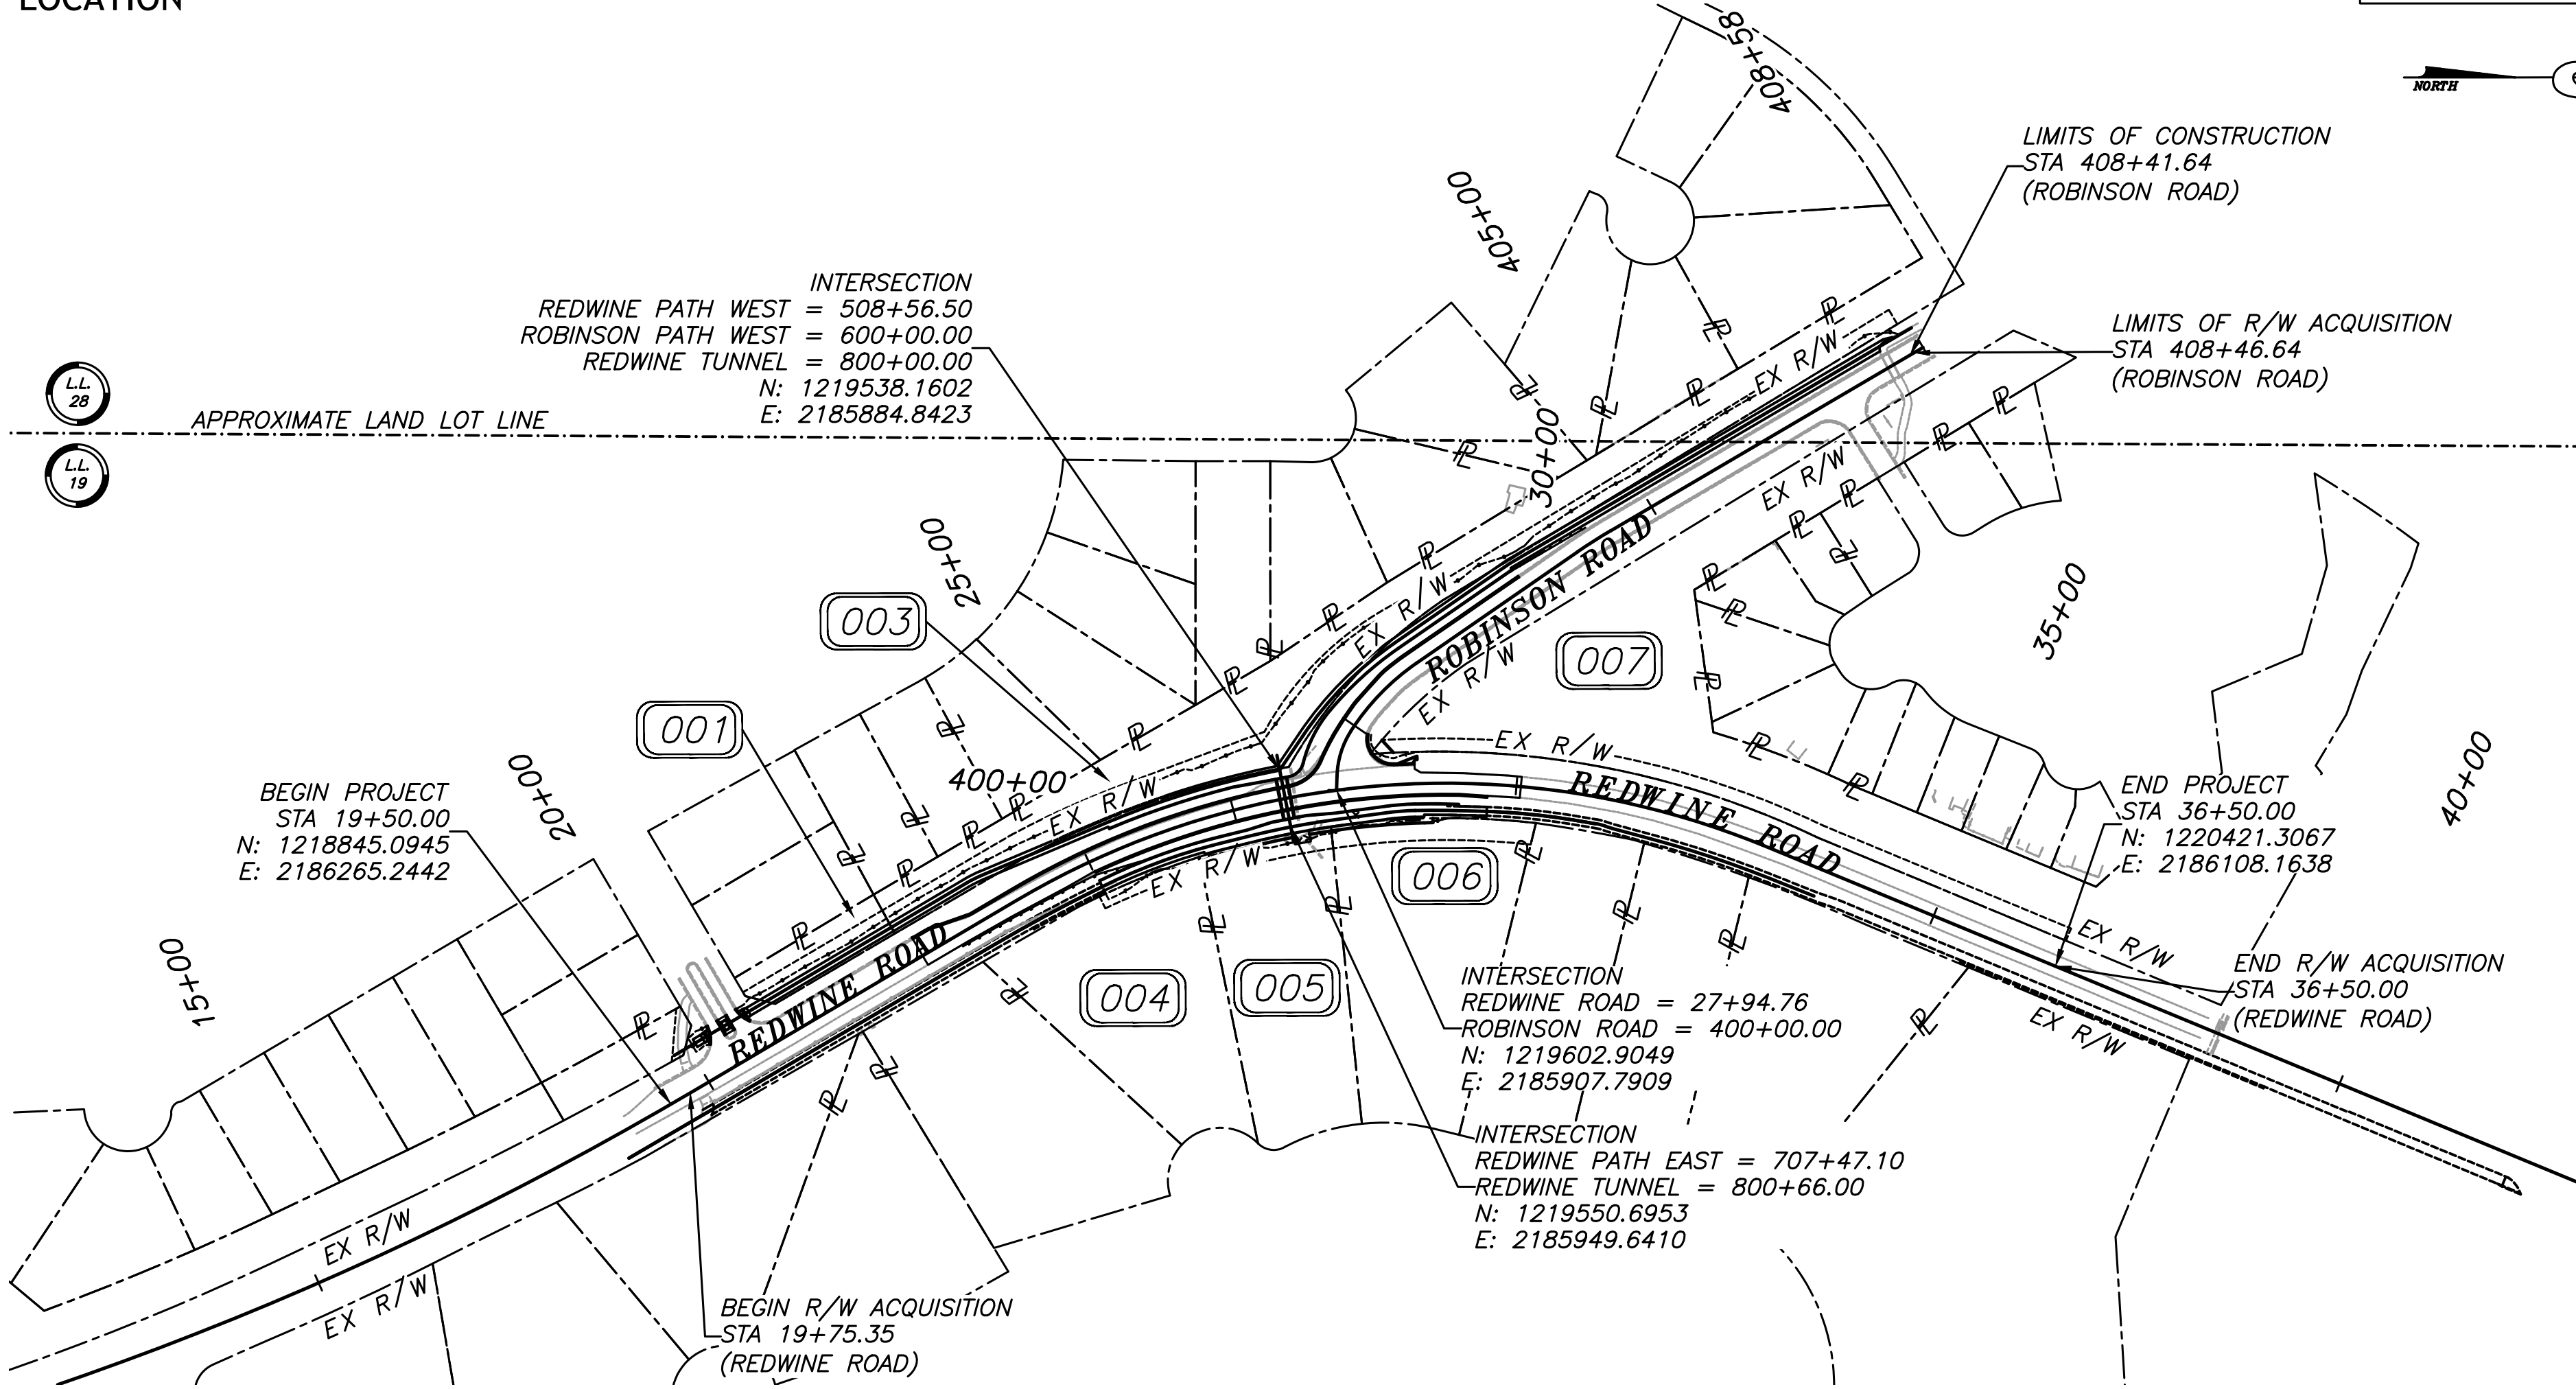 LOCATION
408+58
NORTH
LIMITS OF CONSTRUCTION
STA 408+41.64
(ROBINSON ROAD)
405+00
INTERSECTION
REDWINE PATH WEST = 508+56.50
ROBINSON PATH WEST = 600+00.00
REDWINE TUNNEL = 800+00.00
N: 1219538.1602
E: 2185884.8423
LIMITS OF R/W ACQUISITION
STA 408+46.64
(ROBINSON ROAD)
L.L.
28
APPROXIMATE LAND LOT LINE
L.L.
19
EX R/W
30+00
EX R/W
25+00
003
EX R/W
EX R/W
ROBINSON ROAD
EX R/W
EX R/W
007
35+00
001
20+00
400+00
EX R/W
EX R/W
REDWINE ROAD
40+00
BEGIN PROJECT
STA 19+50.00
N: 1218845.0945
E: 2186265.2442
END PROJECT
STA 36+50.00
N: 1220421.3067
E: 2186108.1638
EX R/W
006
15+00
REDWINE ROAD
004
005
EX R/W
END R/W ACQUISITION
STA 36+50.00
(REDWINE ROAD)
EX R/W
INTERSECTION
REDWINE ROAD = 27+94.76
ROBINSON ROAD = 400+00.00
N: 1219602.9049
E: 2185907.7909
INTERSECTION
REDWINE PATH EAST = 707+47.10
REDWINE TUNNEL = 800+66.00
N: 1219550.6953
E: 2185949.6410
EX R/W
EX R/W
BEGIN R/W ACQUISITION
STA 19+75.35
(REDWINE ROAD)